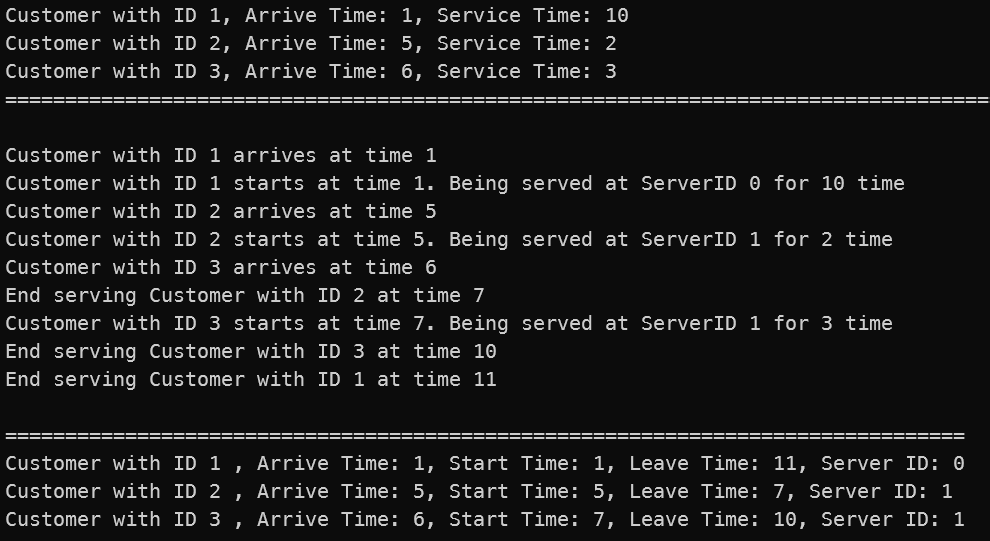 Customer with ID 1, Arrive Time: 1, Service Time: 10
Customer with ID 2, Arrive Time: 5, Service Time: 2
Customer with ID 3, Arrive Time: 6, Service Time: 3
==================================================================================
Customer with ID 1 arrives at time 1
Customer with ID 1 starts at time 1. Being served at ServerID 0 for 10 time
Customer with ID 2 arrives at time 5
Customer with ID 2 starts at time 5. Being served at ServerID 1 for 2 time
Customer with ID 3 arrives at time 6
End serving Customer with ID 2 at time 7
Customer with ID 3 starts at time 7. Being served at ServerID 1 for 3 time
End serving Customer with ID 3 at time 10
End serving Customer with ID 1 at time 11
================================================================================
Customer with ID 1 , Arrive Time: 1, Start Time: 1, Leave Time: 11, Server ID: 0
Customer with ID 2 , Arrive Time: 5, Start Time: 5, Leave Time: 7, Server ID: 1
Customer with ID 3 , Arrive Time: 6, Start Time: 7, Leave Time: 10, Server ID: 1